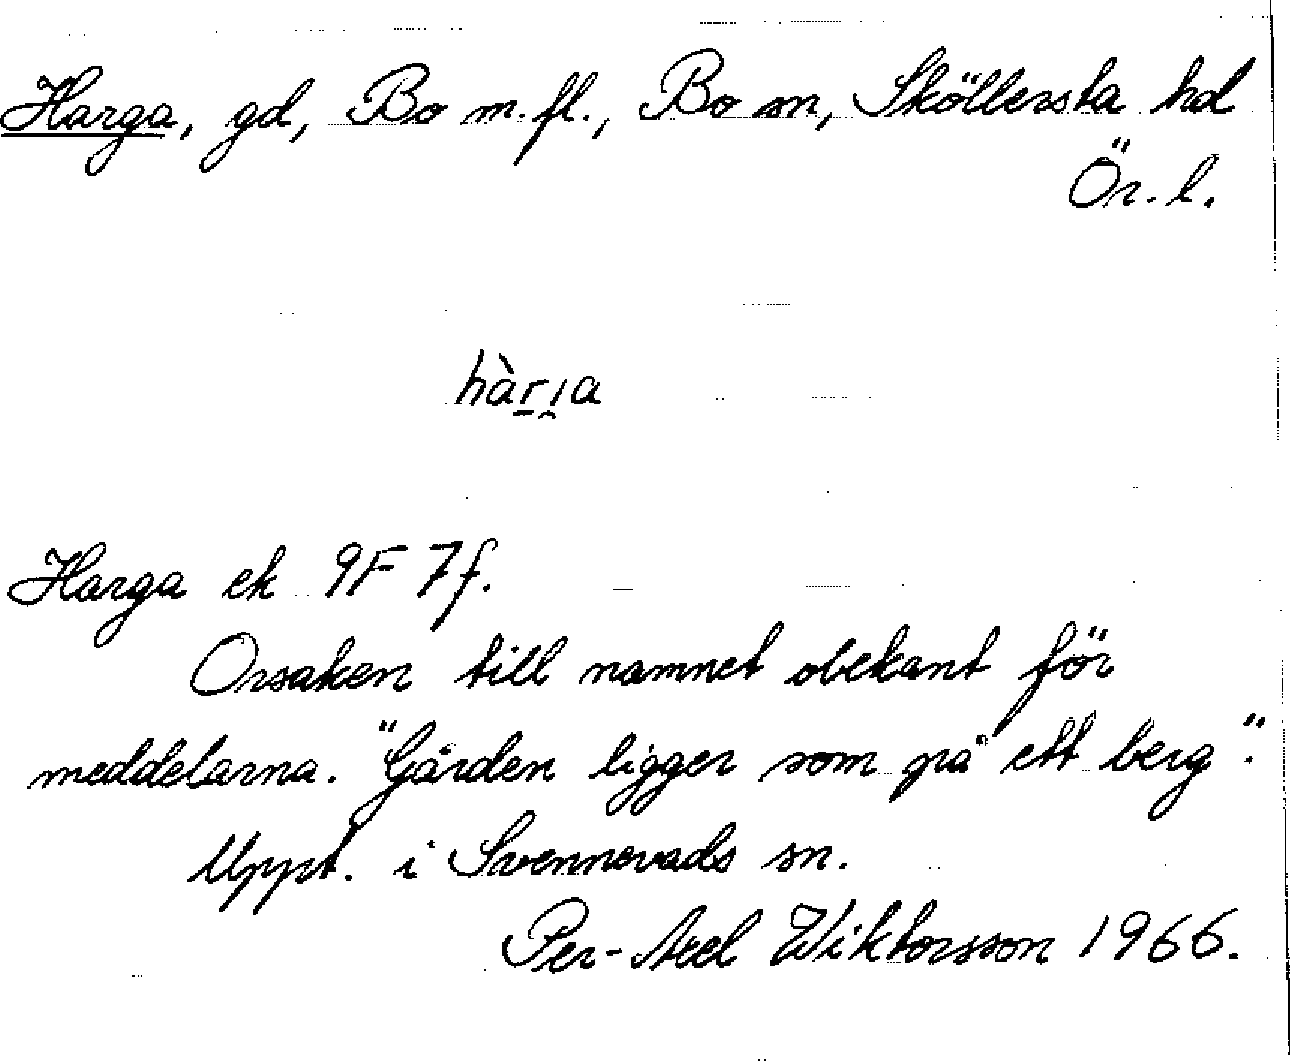 Harga, gd, Bo m.fl., Bo sn, Sköllersta hd
Ör. l.
hàr̲ı̭a
Harga ek 9F 7f.
Orsaken till namnet obekant för
meddelarna. "Gården ligger som på ett berg".
Uppt. i Svennevads sn.
Per-Axel Wiktorsson 1966.